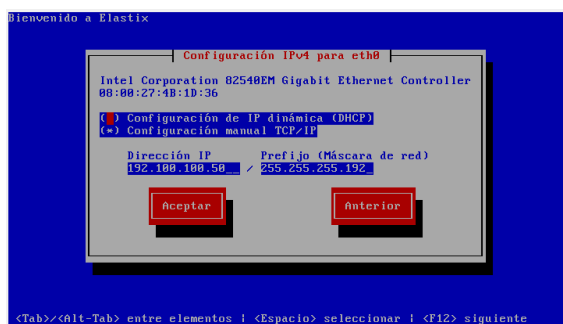 Bienvenido a Elastix
Configuración IPv4 para eth0
Intel Corporation 82540EM Gigabit Ethernet Controller
08:00:27:4B:1D:36
( ) Configuración de IP dinámica (DHCP)
(*) Configuración manual TCP/IP
Dirección IP Prefijo (Máscara de red)
192.100.100.50__ / 255.255.255.192_
Aceptar Anterior
<Tab>/<Alt-Tab> entre elementos | <Espacio> seleccionar | <F12> siguiente